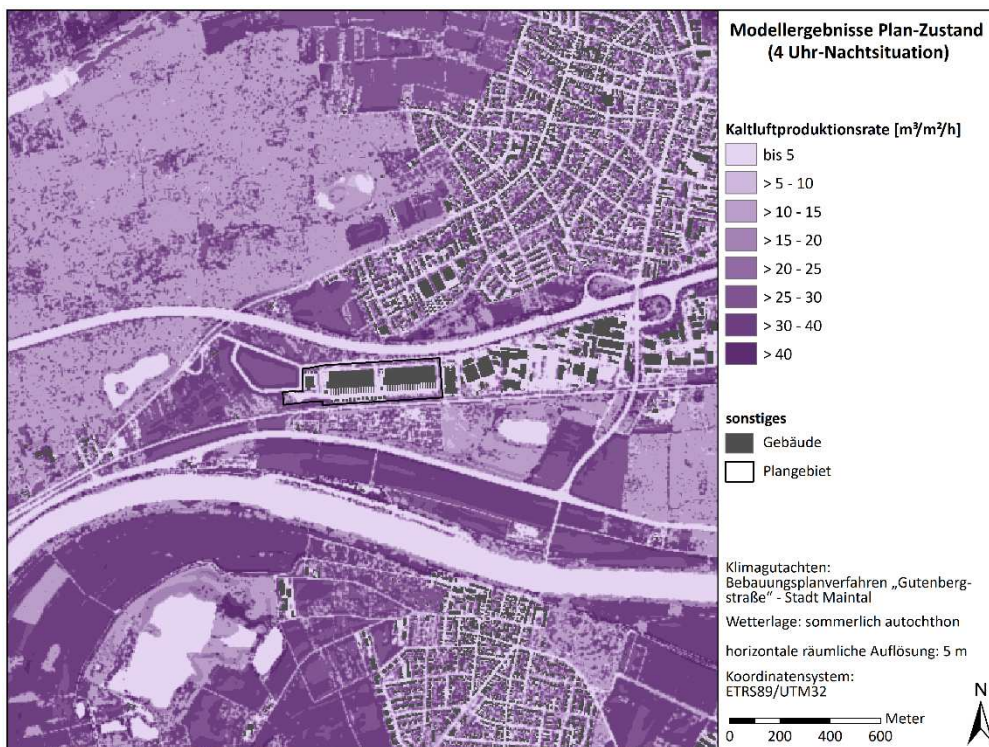 Modellergebnisse Plan-Zustand
(4 Uhr-Nachtsituation)
Kaltluftproduktionsrate [m³/m²/h]
bis 5
> 5 - 10
> 10 - 15
> 15 - 20
> 20 - 25
> 25 - 30
> 30 - 40
> 40
sonstiges
Gebäude
Plangebiet
Klimagutachten:
Bebauungsplanverfahren „Gutenberg-
straße“ - Stadt Maintal
Wetterlage: sommerlich autochthon
horizontale räumliche Auflösung: 5 m
Koordinatensystem:
ETRS89/UTM32
N
Meter
0 200 400 600